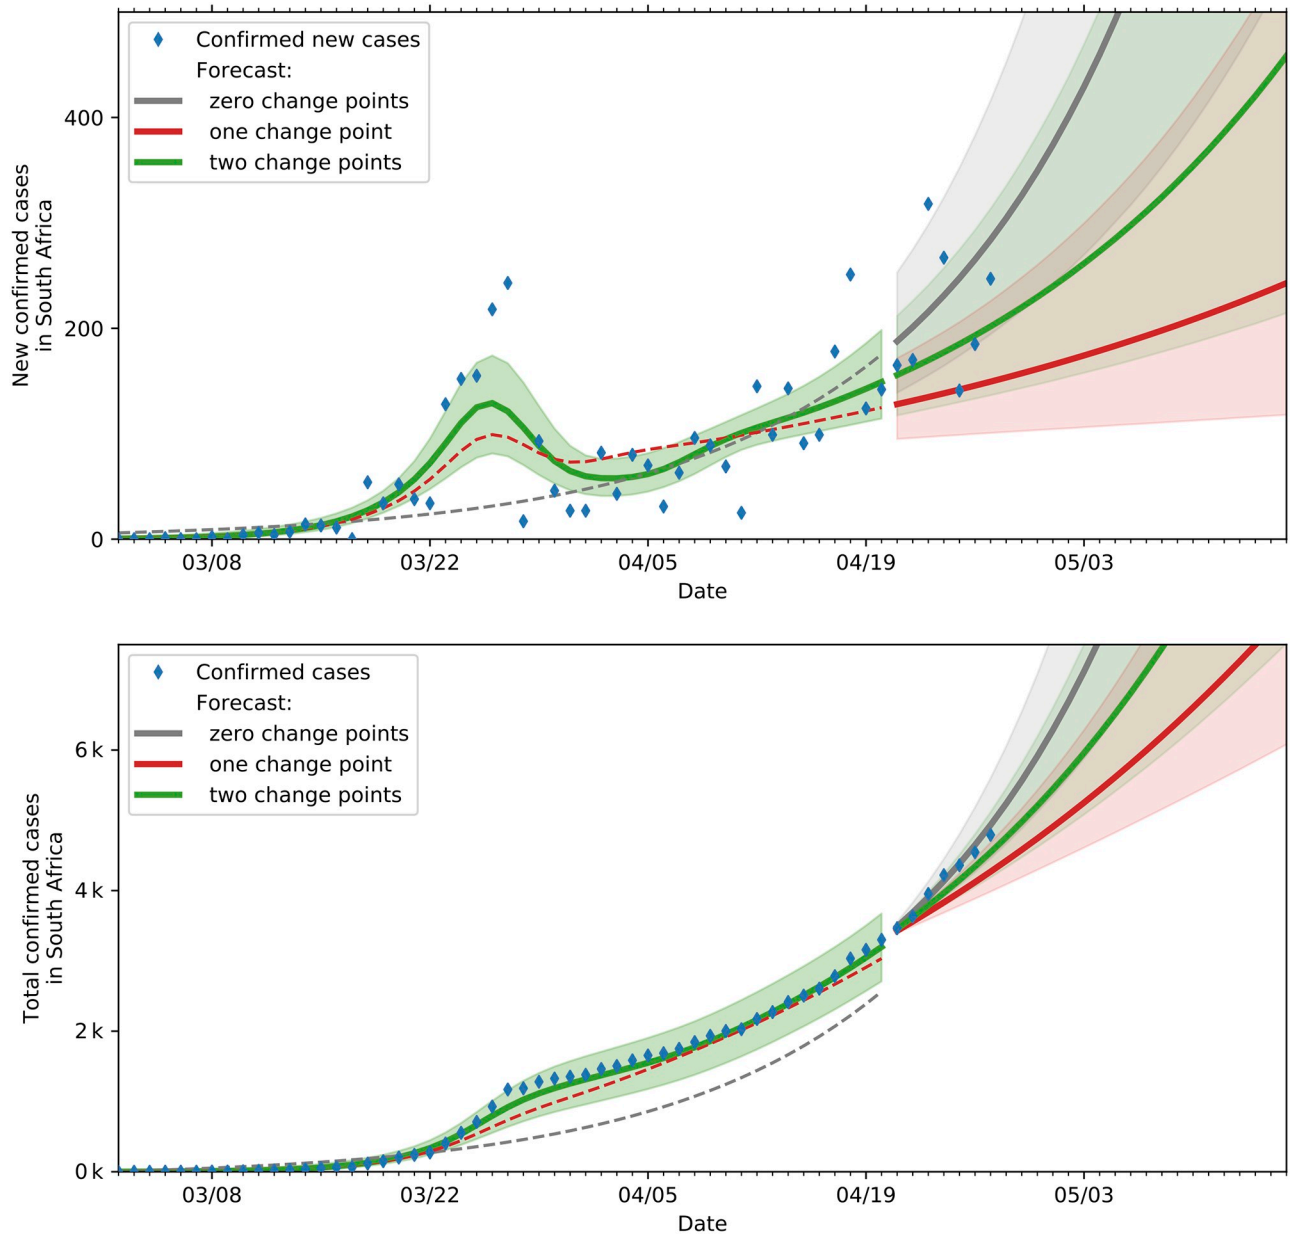 Confirmed new cases
Forecast:
zero change points
one change point
two change points
400
200
0
New confirmed cases
in South Africa
03/08 03/22 04/05 04/19 05/03
Date
Confirmed cases
Forecast:
zero change points
one change point
two change points
6 k
4 k
2 k
0 k
Total confirmed cases
in South Africa
03/08 03/22 04/05 04/19 05/03
Date